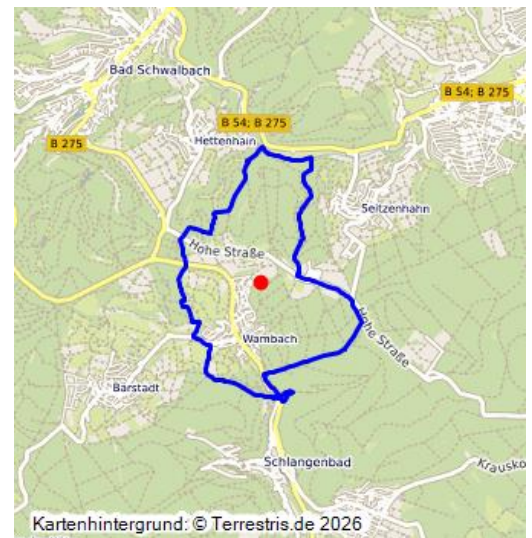 Bad Schwalbach
B 54; B 275
B 54; B 275
B 275
Hettenhain
Seitzenhahn
Hohe Straße
Hohe Straße
Wambach
Bärstadt
Schlangenbad
Krausko
Kartenhintergrund: © Terrestris.de 2026